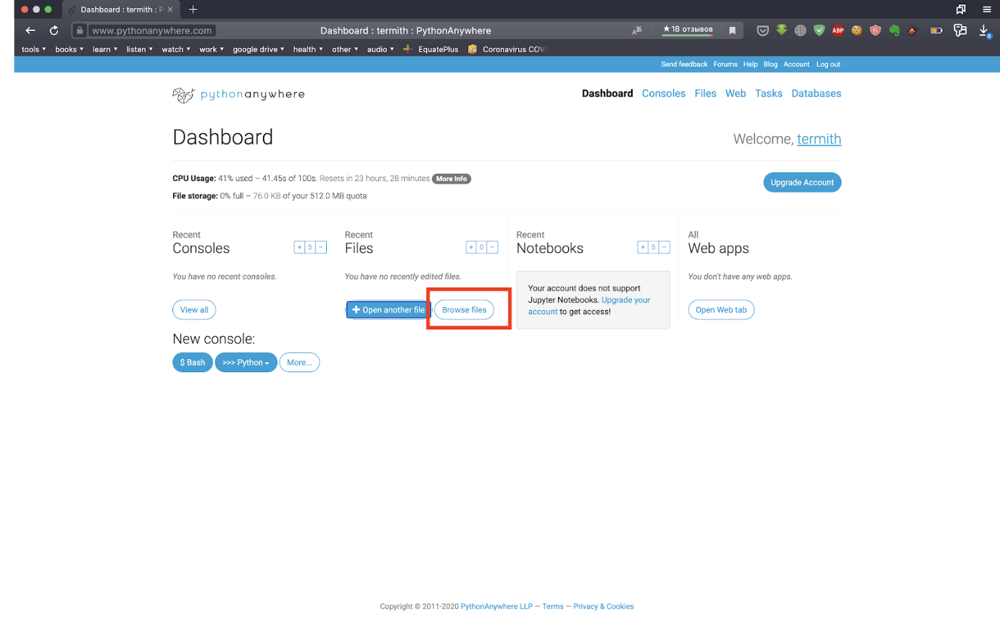 Dashboard : termith : P
www.pythonanywhere.com
Dashboard : termith : PythonAnywhere
★18 отзывов
ABP
6
tools ▾ books ▾ learn ▾ listen ▾ watch ▾ work ▾ google drive ▾ health ▾ other ▾ audio ▾ EquatePlus Coronavirus COVI
Send feedback Forums Help Blog Account Log out
pythonanywhere
Dashboard Consoles Files Web Tasks Databases
Dashboard
Welcome, termith
CPU Usage: 41% used – 41.45s of 100s. Resets in 23 hours, 28 minutes More Info
Upgrade Account
File storage: 0% full – 76.0 KB of your 512.0 MB quota
Recent
Consoles
+ 5 −
You have no recent consoles.
View all
New console:
$ Bash
>>> Python
More...
Recent
Files
+ 0 −
You have no recently edited files.
+ Open another file
Browse files
Recent
Notebooks
+ 5 −
Your account does not support
Jupyter Notebooks. Upgrade your
account to get access!
All
Web apps
You don't have any web apps.
Open Web tab
Copyright © 2011-2020 PythonAnywhere LLP — Terms — Privacy & Cookies